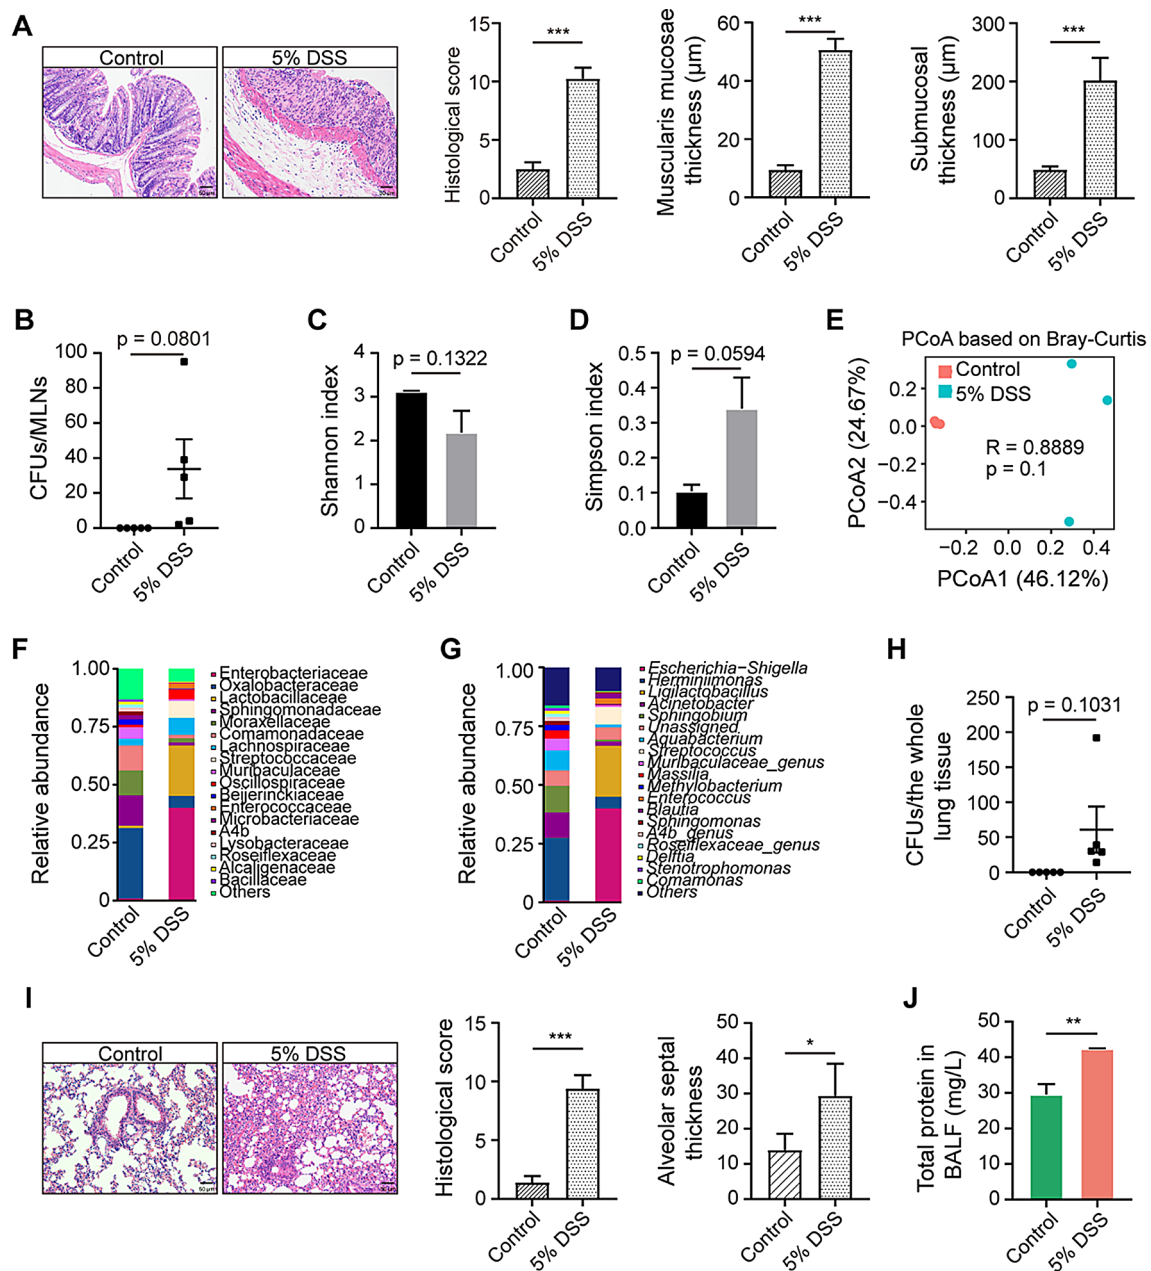 A
Control
5% DSS
50 μm
Histological score
15
10
5
0
***
Control
5% DSS
Muscularis mucosae
thickness (μm)
60
40
20
0
***
Control
5% DSS
Submucosal
thickness (μm)
300
200
100
0
***
Control
5% DSS
B
CFUs/MLNs
p = 0.0801
100
80
60
40
20
0
Control
5% DSS
C
Shannon index
p = 0.1322
4
3
2
1
0
Control
5% DSS
D
Simpson index
p = 0.0594
0.5
0.4
0.3
0.2
0.1
0.0
Control
5% DSS
E
PCoA based on Bray-Curtis
Control
5% DSS
R = 0.8889
p = 0.1
PCoA2 (24.67%)
0.2
0.0
−0.2
−0.4
−0.2
0.0
0.2
0.4
PCoA1 (46.12%)
F
Relative abundance
1.00
0.75
0.50
0.25
0
Control
5% DSS
Enterobacteriaceae
Oxalobacteraceae
Lactobacillaceae
Sphingomonadaceae
Moraxellaceae
Comamonadaceae
Lachnospiraceae
Streptococcaceae
Muribaculaceae
Oscillospiraceae
Beijerinckiaceae
Enterococcaceae
Microbacteriaceae
A4b
Lysobacteraceae
Roseiflexaceae
Alcaligenaceae
Bacillaceae
Others
G
Relative abundance
1.00
0.75
0.50
0.25
0
Control
5% DSS
Escherichia−Shigella
Herminiimonas
Ligilactobacillus
Acinetobacter
Sphingobium
Unassigned
Aquabacterium
Streptococcus
Muribaculaceae_genus
Massilia
Methylobacterium
Enterococcus
Blautia
Sphingomonas
A4b_genus
Roseiflexaceae_genus
Delftia
Stenotrophomonas
Comamonas
Others
H
CFUs/the whole
lung tissue
p = 0.1031
250
200
150
100
50
0
Control
5% DSS
I
Control
5% DSS
50 μm
Histological score
15
10
5
0
***
Control
5% DSS
Alveolar septal
thickness
50
40
30
20
10
0
*
Control
5% DSS
J
Total protein in
BALF (mg/L)
50
40
30
20
10
0
**
Control
5% DSS